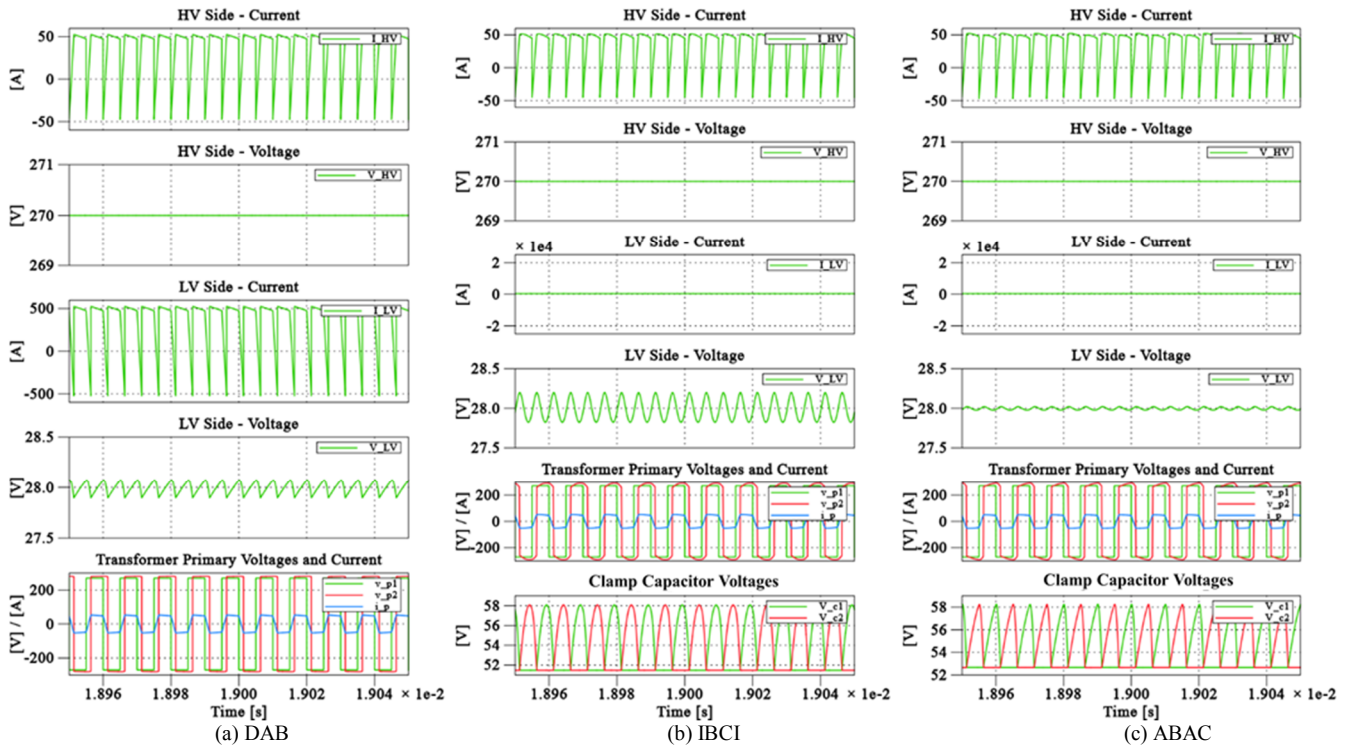 HV Side - Current
50
0
-50
[A]
I_HV
HV Side - Voltage
271
270
269
[V]
V_HV
LV Side - Current
500
0
-500
[A]
I_LV
LV Side - Voltage
28.5
28.0
27.5
[V]
V_LV
Transformer Primary Voltages and Current
200
0
-200
[V] / [A]
v_p1
v_p2
i_p
1.896 1.898 1.900 1.902 1.904 × 1e-2
Time [s]
(a) DAB
HV Side - Current
50
0
-50
[A]
I_HV
HV Side - Voltage
271
270
269
[V]
V_HV
× 1e4
LV Side - Current
2
0
-2
[A]
I_LV
LV Side - Voltage
28.5
28.0
27.5
[V]
V_LV
Transformer Primary Voltages and Current
200
0
-200
[V] / [A]
v_p1
v_p2
i_p
Clamp Capacitor Voltages
58
56
54
52
[V]
V_c1
V_c2
1.896 1.898 1.900 1.902 1.904 × 1e-2
Time [s]
(b) IBCI
HV Side - Current
50
0
-50
[A]
I_HV
HV Side - Voltage
271
270
269
[V]
V_HV
× 1e4
LV Side - Current
2
0
-2
[A]
I_LV
LV Side - Voltage
28.5
28.0
27.5
[V]
V_LV
Transformer Primary Voltages and Current
200
0
-200
[V] / [A]
v_p1
v_p2
i_p
Clamp Capacitor Voltages
58
56
54
52
[V]
V_c1
V_c2
1.896 1.898 1.900 1.902 1.904 × 1e-2
Time [s]
(c) ABAC